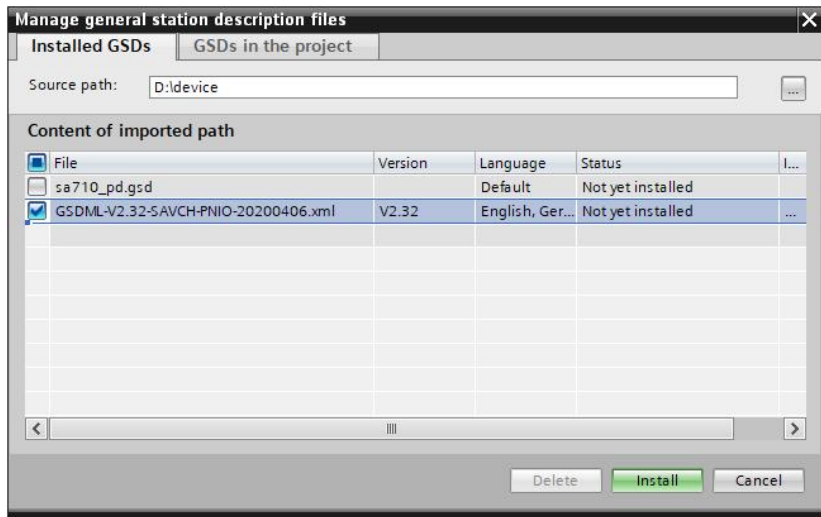 Manage general station description files
Installed GSDs GSDs in the project
Source path: D:\device ...
Content of imported path
File Version Language Status I...
sa710_pd.gsd Default Not yet installed
GSDML-V2.32-SAVCH-PNIO-20200406.xml V2.32 English, Ger... Not yet installed ...
Delete Install Cancel